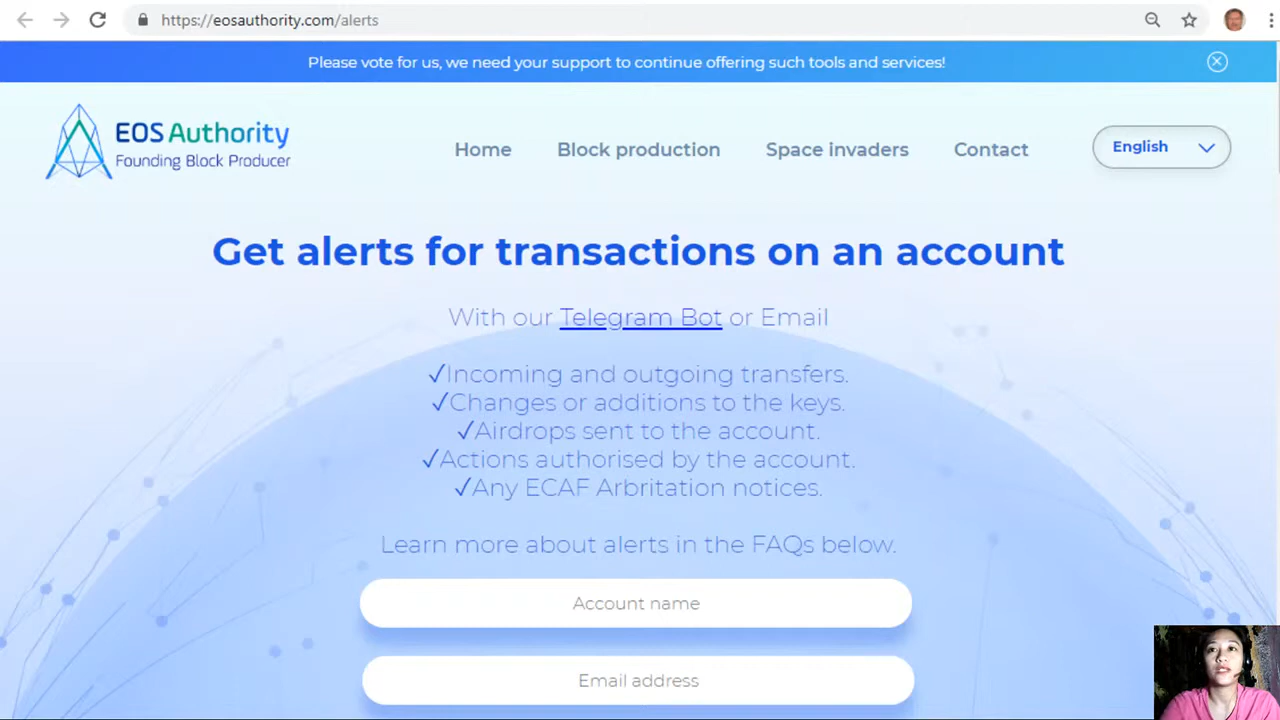 https://eosauthority.com/alerts
Please vote for us, we need your support to continue offering such tools and services!
EOS Authority
Founding Block Producer
Home
Block production
Space invaders
Contact
English
Get alerts for transactions on an account
With our Telegram Bot or Email
✓Incoming and outgoing transfers.
✓Changes or additions to the keys.
✓Airdrops sent to the account.
✓Actions authorised by the account.
✓Any ECAF Arbritation notices.
Learn more about alerts in the FAQs below.
Account name
Email address